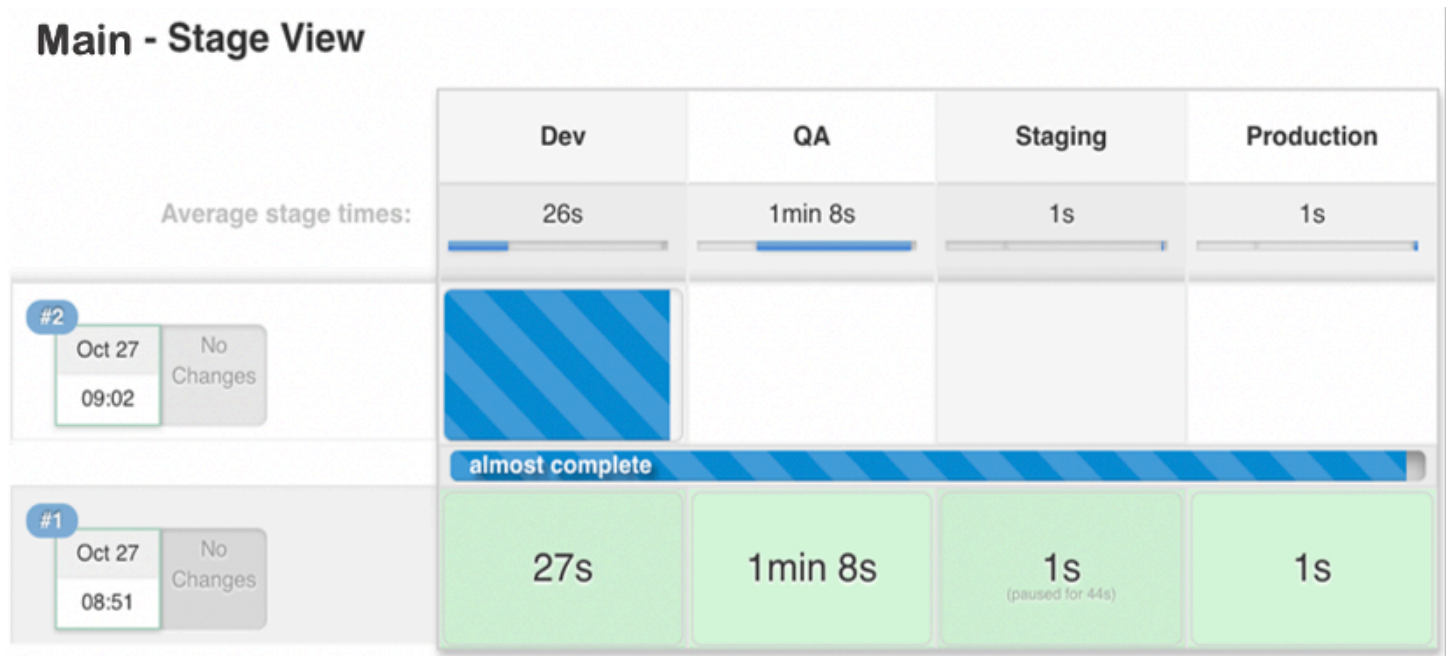 Main - Stage View
Dev QA Staging Production
Average stage times: 26s 1min 8s 1s 1s
#2
Oct 27 No
Changes
09:02
almost complete
#1
Oct 27 No
Changes
08:51
27s 1min 8s 1s 1s
(paused for 44s)